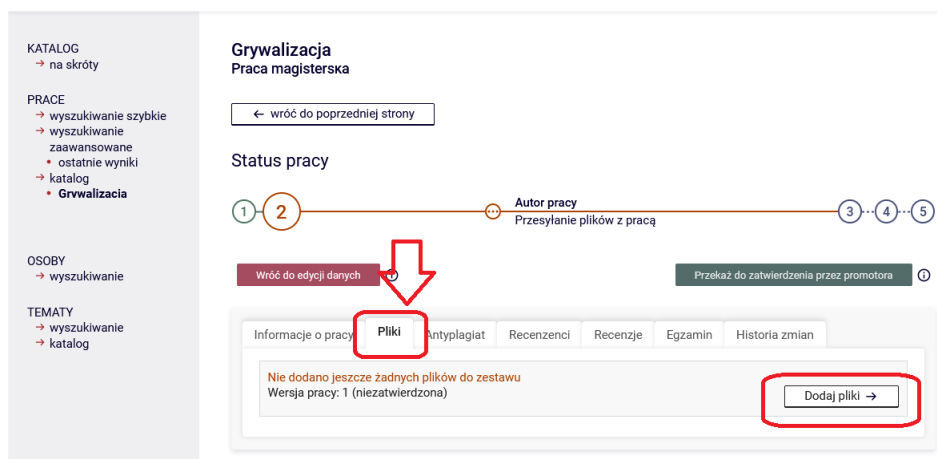 KATALOG
→ na skróty
PRACE
→ wyszukiwanie szybkie
→ wyszukiwanie
zaawansowane
• ostatnie wyniki
→ katalog
• Grywalizacja
OSOBY
→ wyszukiwanie
TEMATY
→ wyszukiwanie
→ katalog
Grywalizacja
Praca magisterska
← wróć do poprzedniej strony
Status pracy
1 2 Autor pracy 3 4 5
Przesyłanie plików z pracą
Wróć do edycji danych
Przekaż do zatwierdzenia przez promotora
Informacje o pracy Pliki Antyplagiat Recenzenci Recenzje Egzamin Historia zmian
Nie dodano jeszcze żadnych plików do zestawu
Wersja pracy: 1 (niezatwierdzona)
Dodaj pliki →